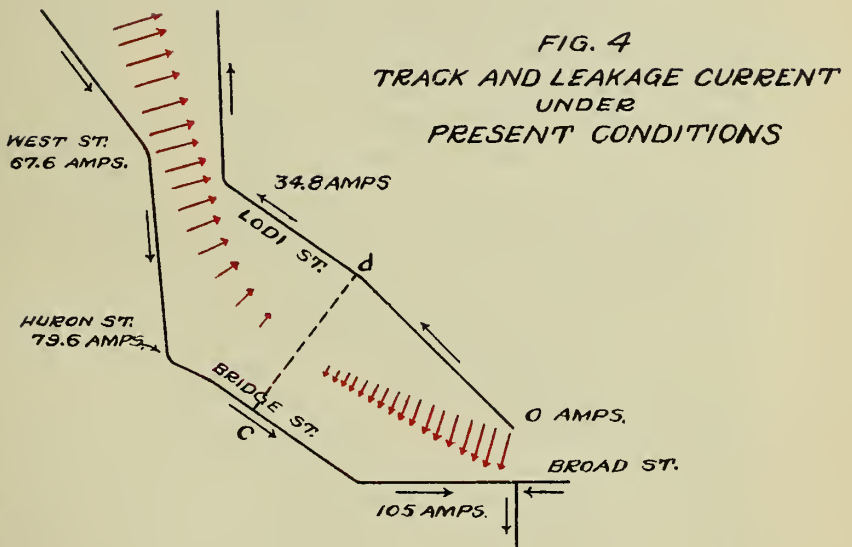 FIG. 4
TRACK AND LEAKAGE CURRENT
UNDER
PRESENT CONDITIONS
WEST ST.
67.6 AMPS.
34.8 AMPS
LODI ST.
d
HURON ST.
79.6 AMPS.
BRIDGE ST.
C
0 AMPS.
BROAD ST.
105 AMPS.